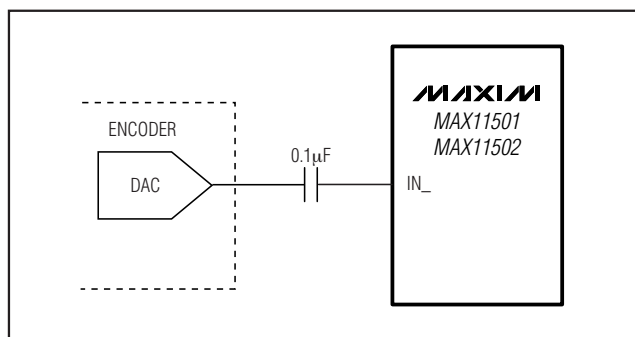 ENCODER
DAC
0.1µF
MAXIM
MAX11501
MAX11502
IN_